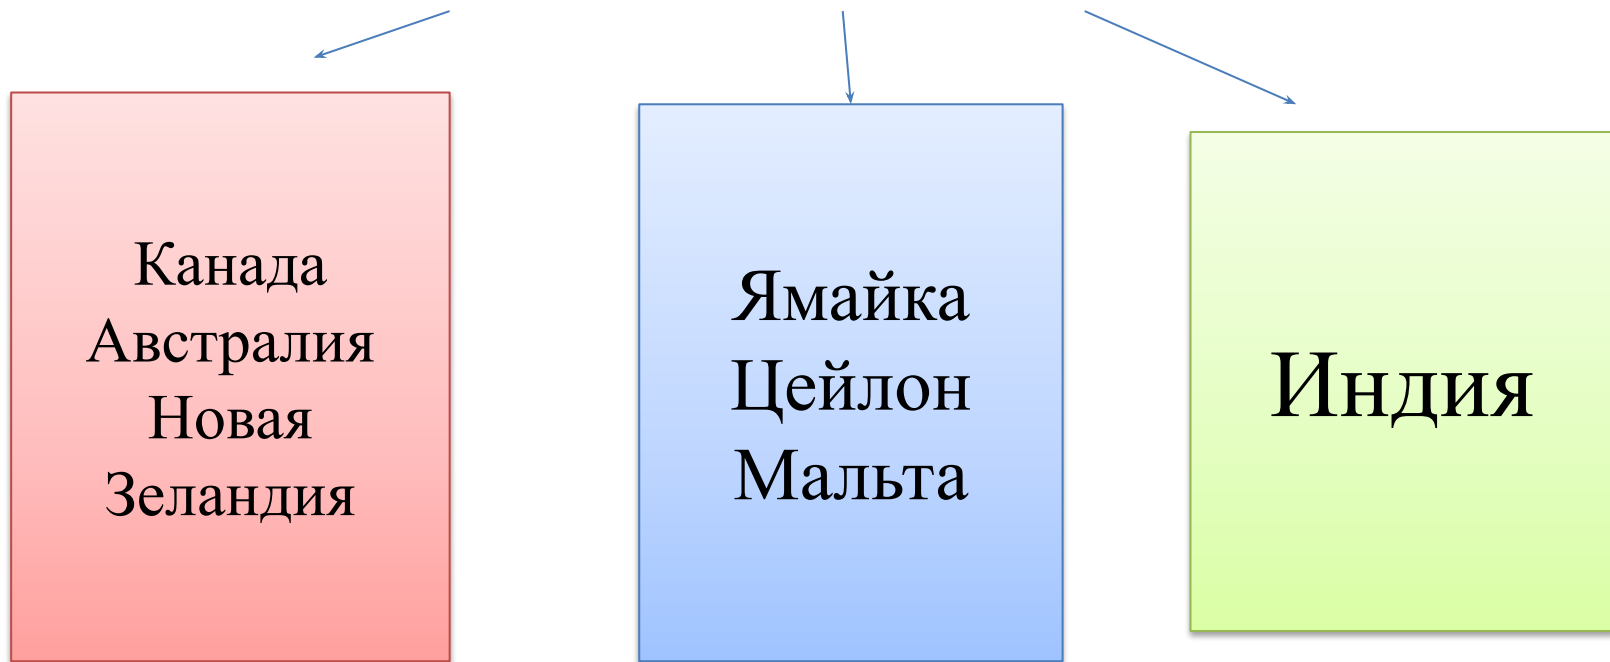 Канада
Австралия
Новая
Зеландия
Ямайка
Цейлон
Мальта
Индия